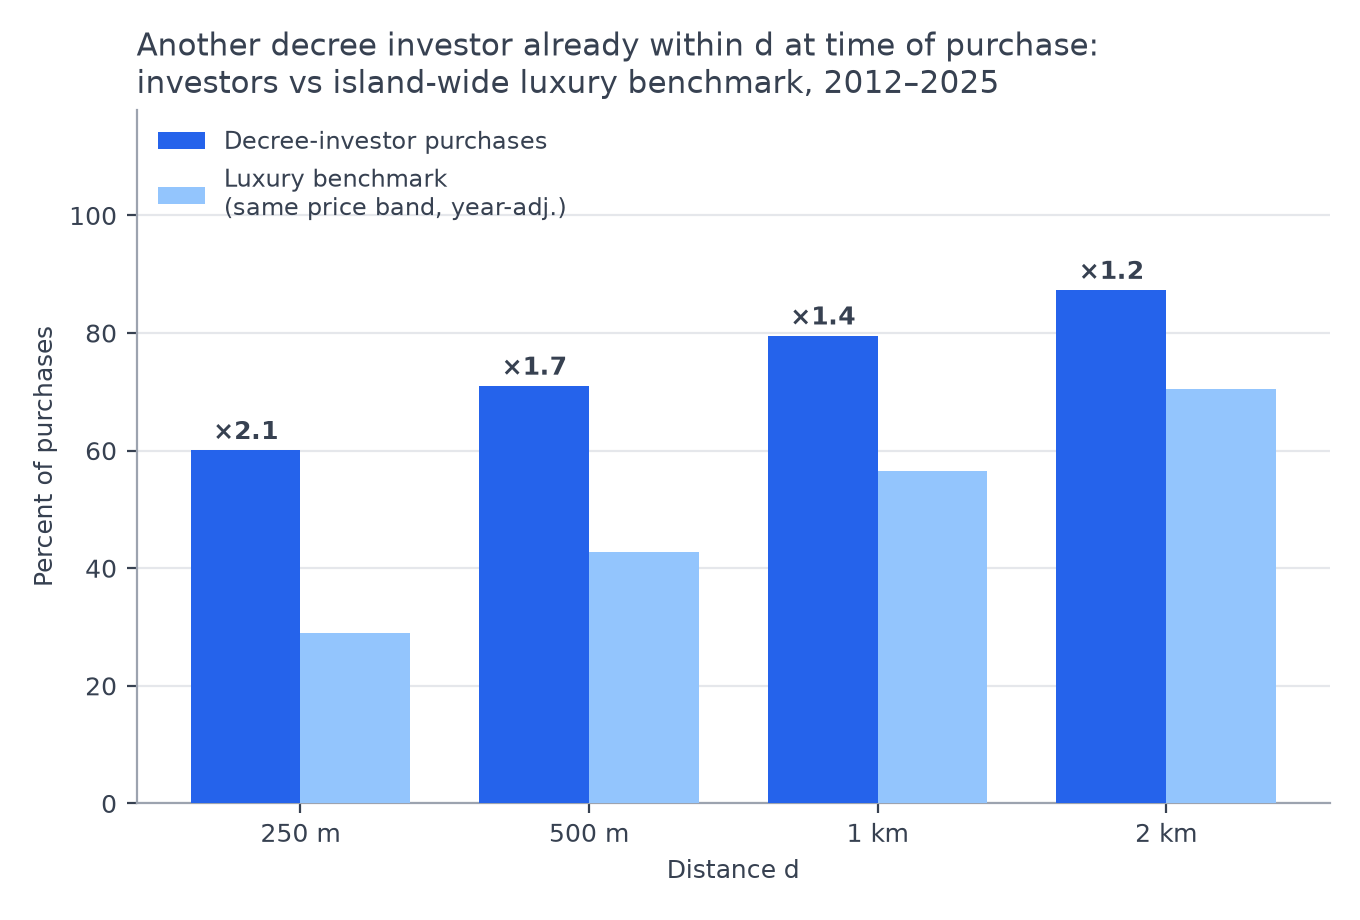 Another decree investor already within d at time of purchase:
investors vs island-wide luxury benchmark, 2012–2025
Decree-investor purchases
Luxury benchmark
(same price band, year-adj.)
Percent of purchases
100
80
60
40
20
0
×2.1
×1.7
×1.4
×1.2
250 m
500 m
1 km
2 km
Distance d